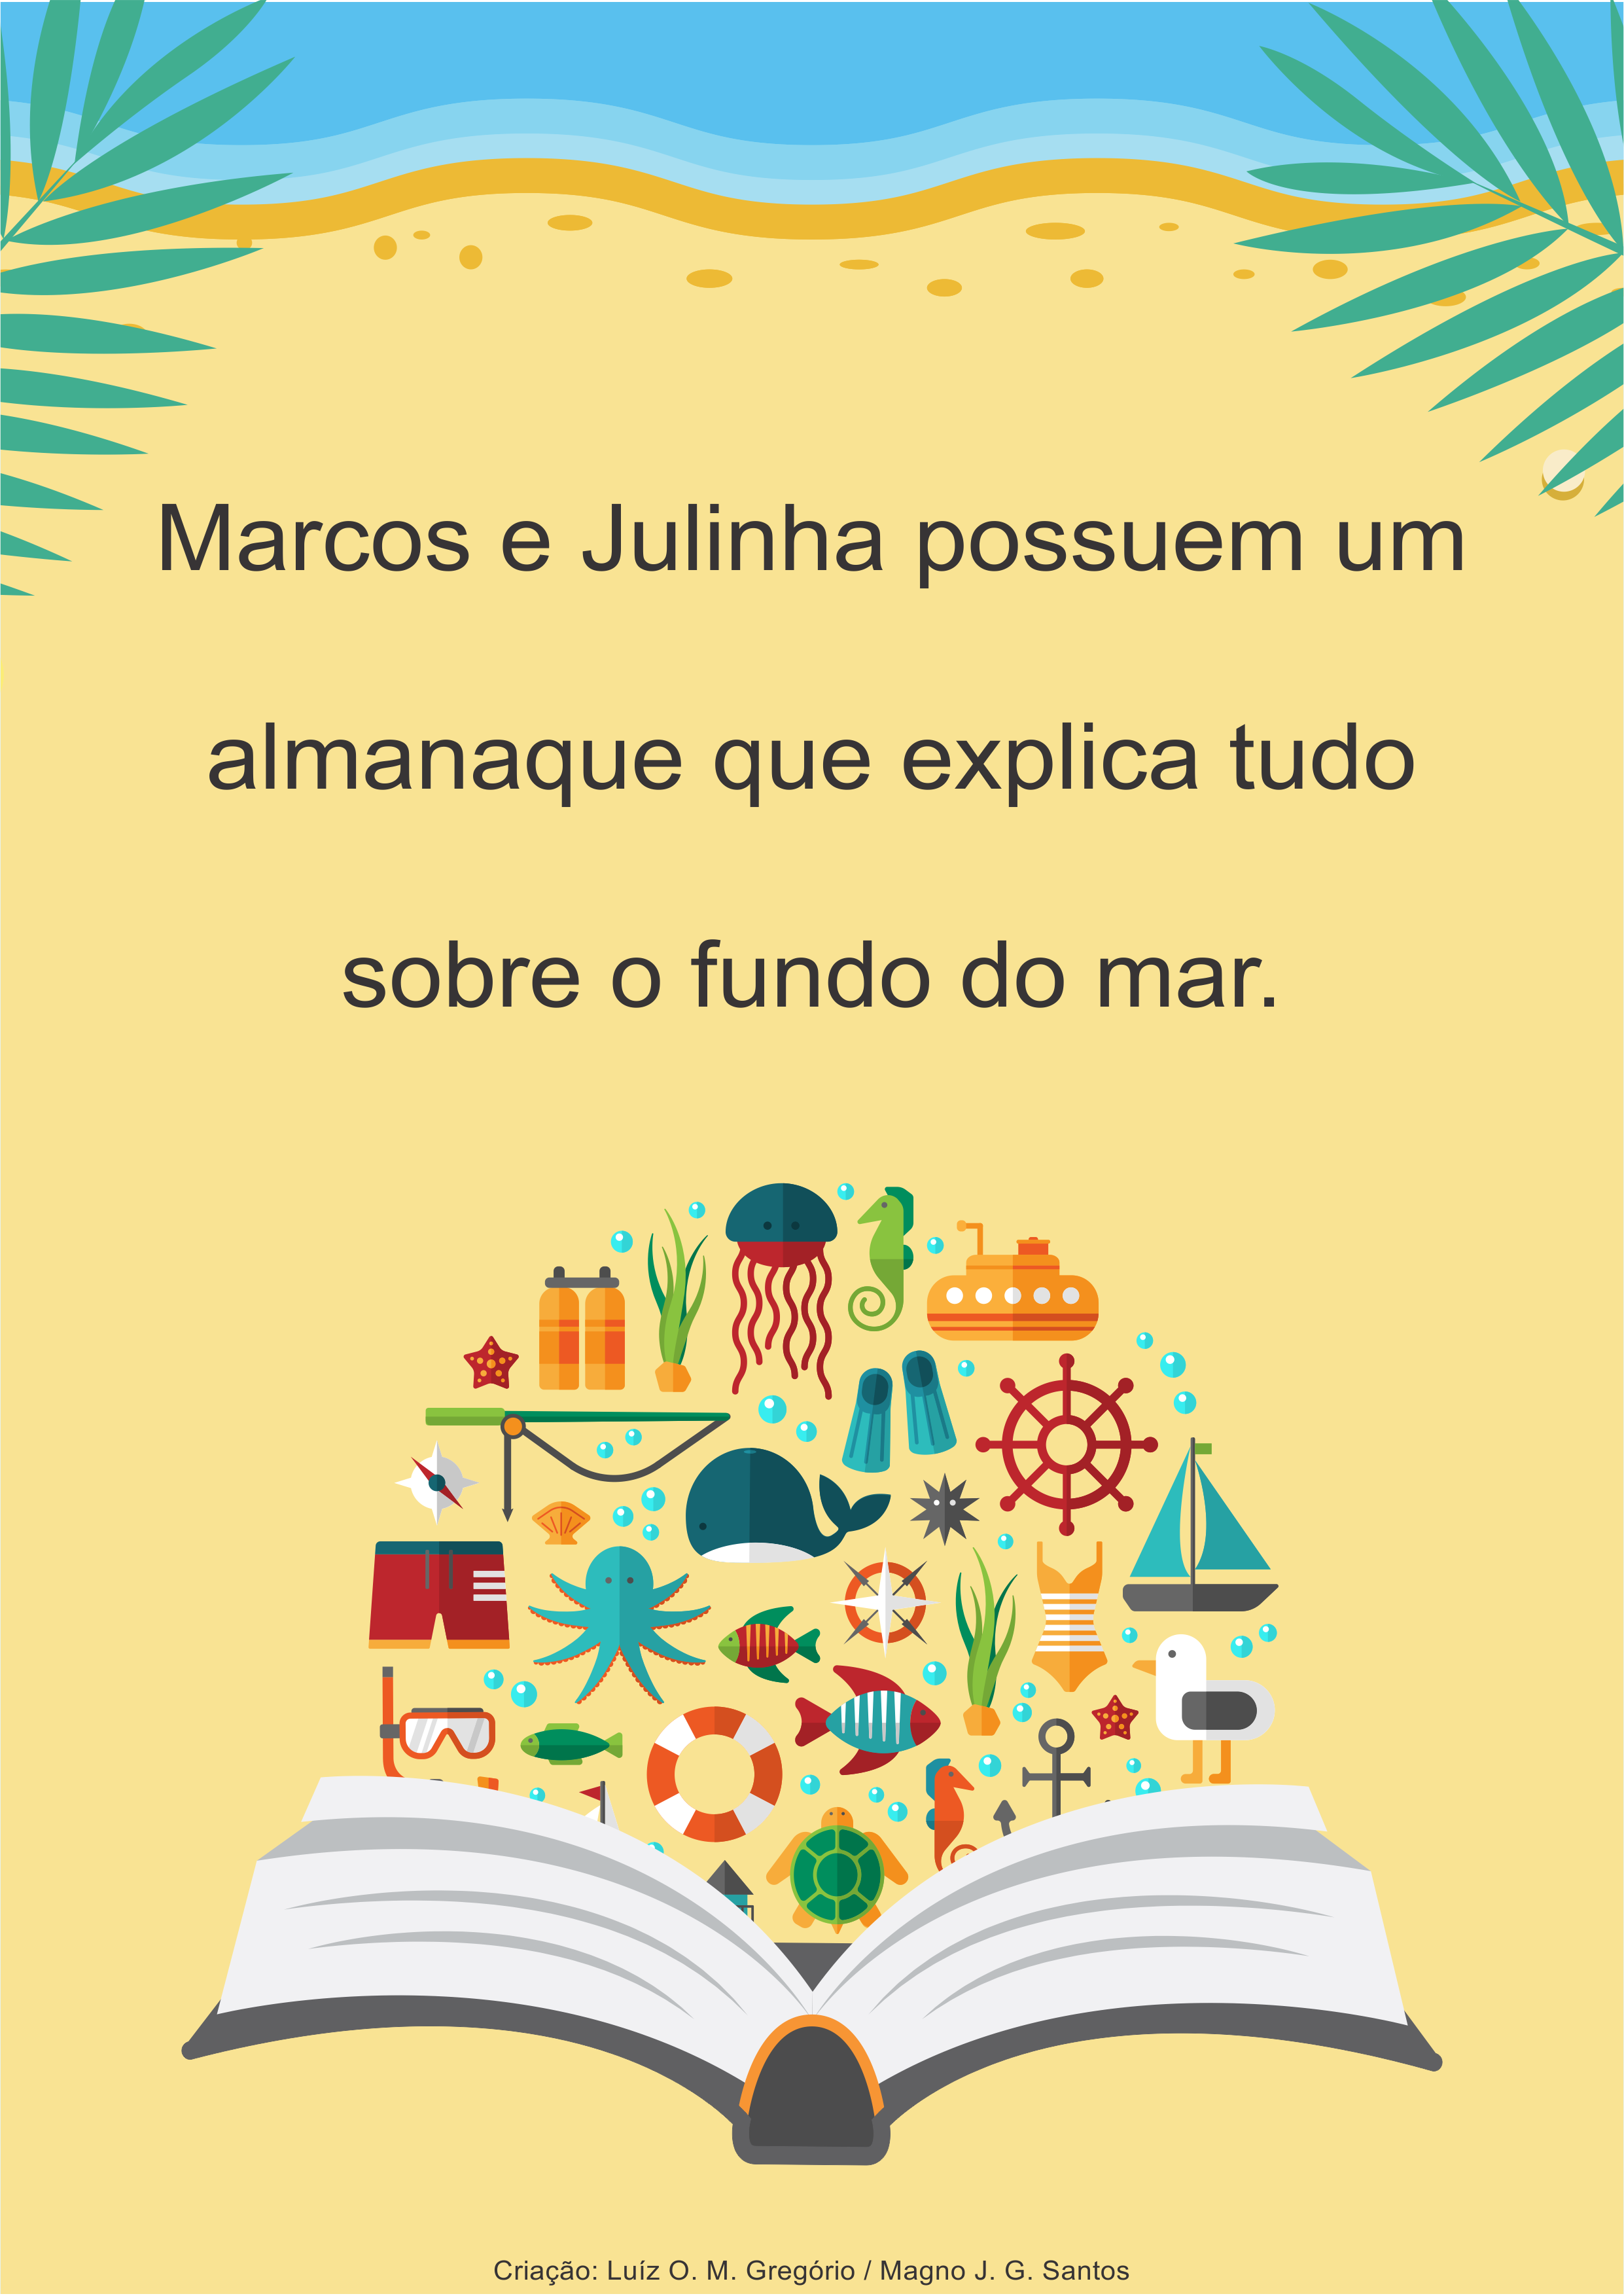 Marcos e Julinha possuem um
almanaque que explica tudo
sobre o fundo do mar.
Criação: Luíz O. M. Gregório / Magno J. G. Santos